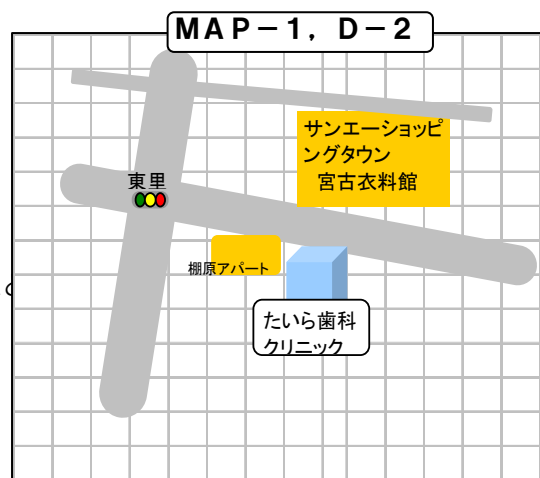 MAP－1，D－2
サンエーショッピ
ングタウン
宮古衣料館
東里
棚原アパート
たいら歯科
クリニック